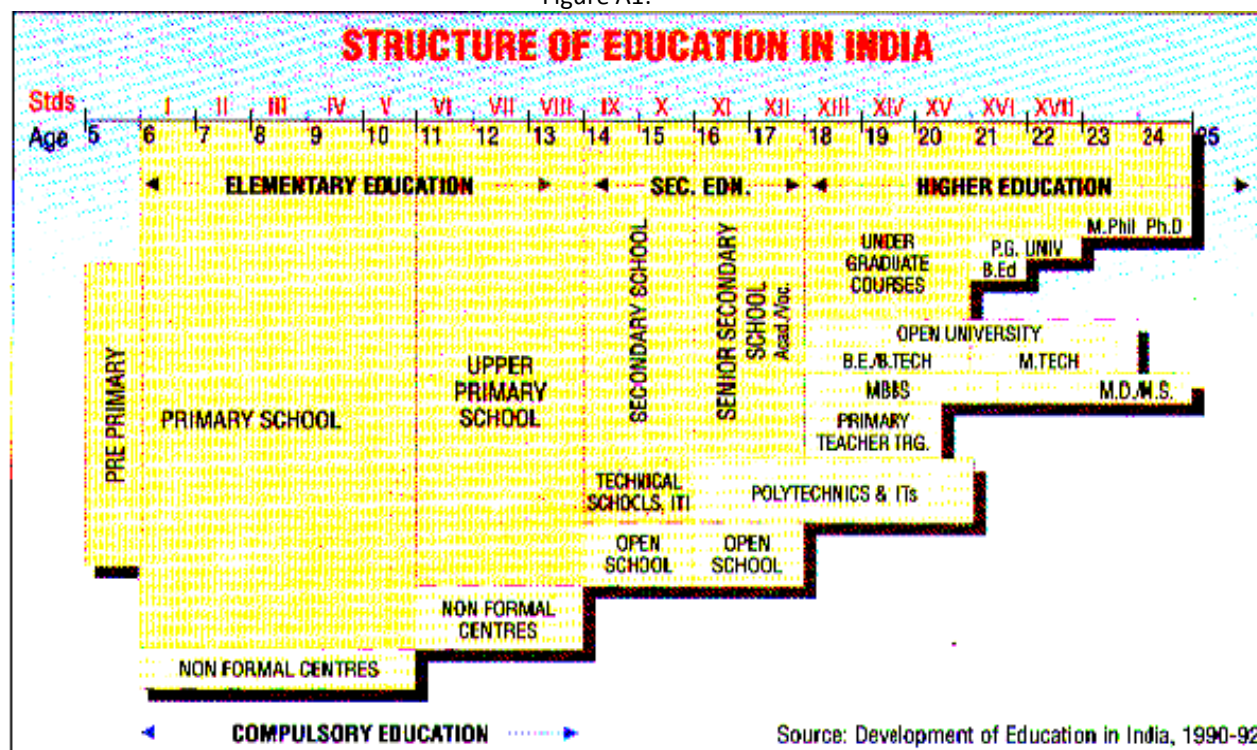 Figure A1:
STRUCTURE OF EDUCATION IN INDIA
Stds I II III IV V VI VII VIII IX X XI XII XIII XIV XV XVI XVII
Age 5 6 7 8 9 10 11 12 13 14 15 16 17 18 19 20 21 22 23 24 25
ELEMENTARY EDUCATION SEC. EDN. HIGHER EDUCATION
PRE PRIMARY
PRIMARY SCHOOL
UPPER
PRIMARY
SCHOOL
SECONDARY SCHOOL
SENIOR SECONDARY
SCHOOL
Acad./Voc.
UNDER
GRADUATE
COURSES
M.Phil Ph.D
P.G. UNIV
B.Ed
OPEN UNIVERSITY
B.E./B.TECH M.TECH
MBBS M.D./M.S.
PRIMARY
TEACHER TRG.
TECHNICAL
SCHOOLS, ITI
POLYTECHNICS & ITs
OPEN
SCHOOL
OPEN
SCHOOL
NON FORMAL
CENTRES
NON FORMAL CENTRES
COMPULSORY EDUCATION
Source: Development of Education in India, 1990-92